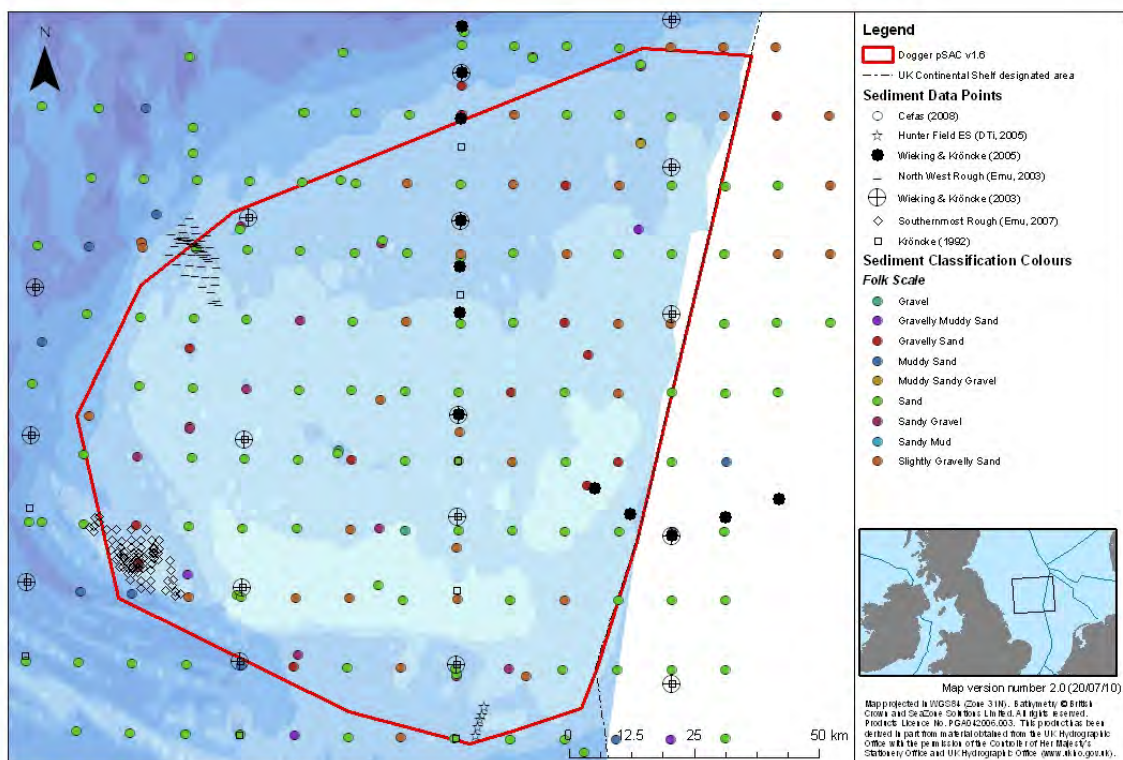 N
0 12.5 25 50 km
Legend
Dogger pSAC v1.6
UK Continental Shelf designated area
Sediment Data Points
Cefas (2008)
Hunter Field ES (DTi, 2005)
Wieking & Kröncke (2005)
North West Rough (Emu, 2003)
Wieking & Kröncke (2003)
Southernmost Rough (Emu, 2007)
Kröncke (1992)
Sediment Classification Colours
Folk Scale
Gravel
Gravelly Muddy Sand
Gravelly Sand
Muddy Sand
Muddy Sandy Gravel
Sand
Sandy Gravel
Sandy Mud
Slightly Gravelly Sand
Map version number 2.0 (20/07/10)
Map projected in WGS84 (Zone 31N). Bathymetry © British
Crown and SeaZone Solutions Limited. All rights reserved.
Products Licence No. PGA042006.003. This product has been
derived in part from material obtained from the UK Hydrographic
Office with the permission of the Controller of Her Majesty's
Stationery Office and UK Hydrographic Office (www.ukho.gov.uk).